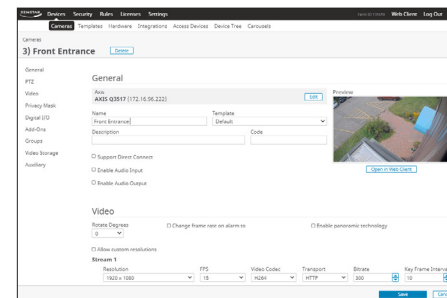 Devices Security Rules Licenses Settings
Web Client Log Out
Cameras Templates Hardware Integrations Access Devices Device Tree Carousels
Cameras
3) Front Entrance Delete
General
PTZ
Video
Privacy Mask
Digital I/O
Add-Ons
Groups
Video Storage
Auxiliary
General
Axis
AXIS Q3517 (172.16.96.222)
Edit
Preview
Name
Template
Front Entrance
Default
Description
Code
Support Direct Connect
Enable Audio Input
Enable Audio Output
Open in Web Client
Video
Rotate Degrees
0
Change frame rate on alarm to
Enable panoramic technology
Allow custom resolutions
Stream 1
Resolution FPS Video Codec Transport Bitrate Key Frame Interva
1920 x 1080 15 H264 HTTP 300 10
Save Canc